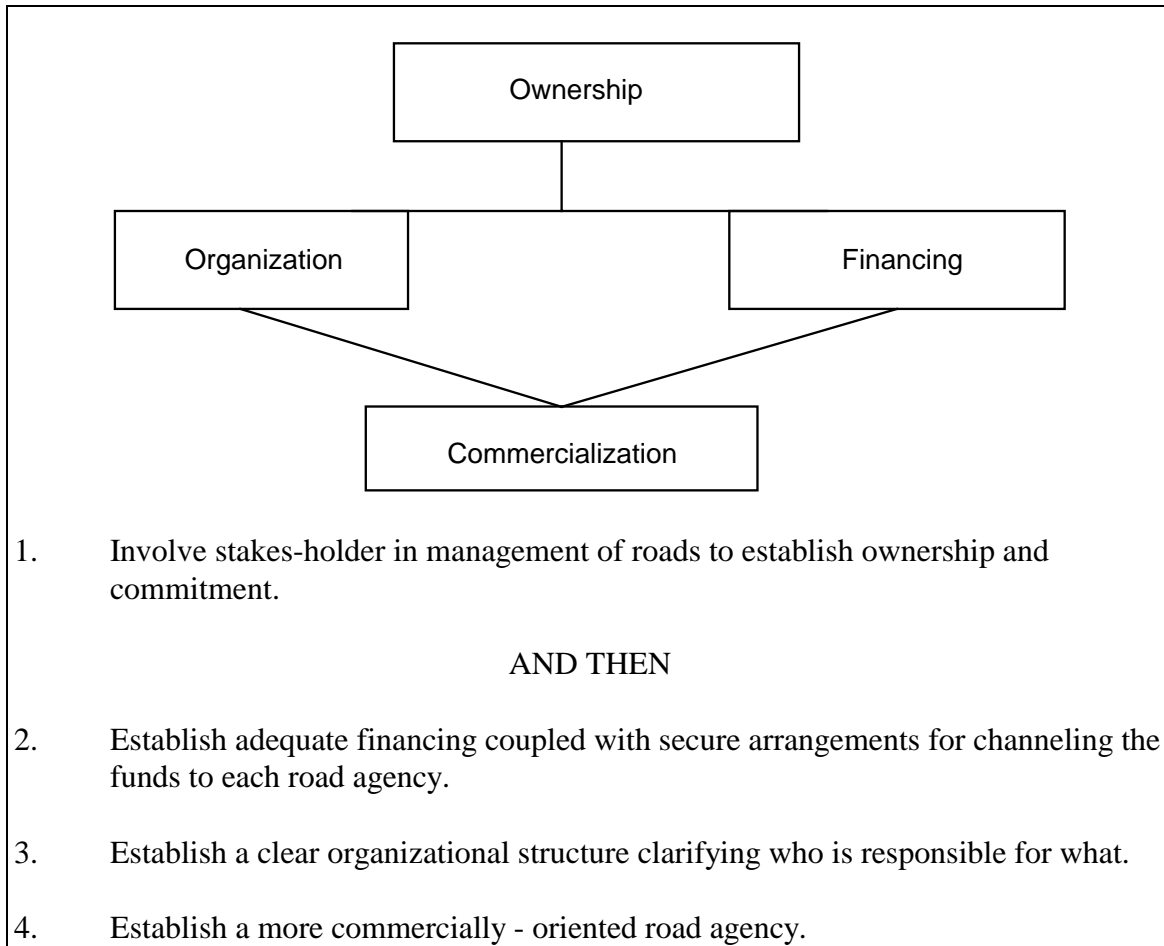 Ownership
Organization
Financing
Commercialization
1. Involve stakes-holder in management of roads to establish ownership and
commitment.
AND THEN
2. Establish adequate financing coupled with secure arrangements for channeling the
funds to each road agency.
3. Establish a clear organizational structure clarifying who is responsible for what.
4. Establish a more commercially - oriented road agency.